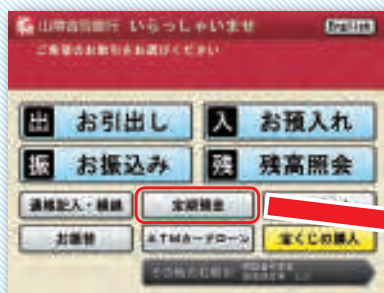 山陰合同銀行 いらっしゃいませ English
ご希望のお取引をお選びください
出 お引出し 入 お預入れ
振 お振込み 残 残高照会
通帳記入・繰越 定期預金
お振替 ATMカードローン 宝くじの購入
その他のお取引